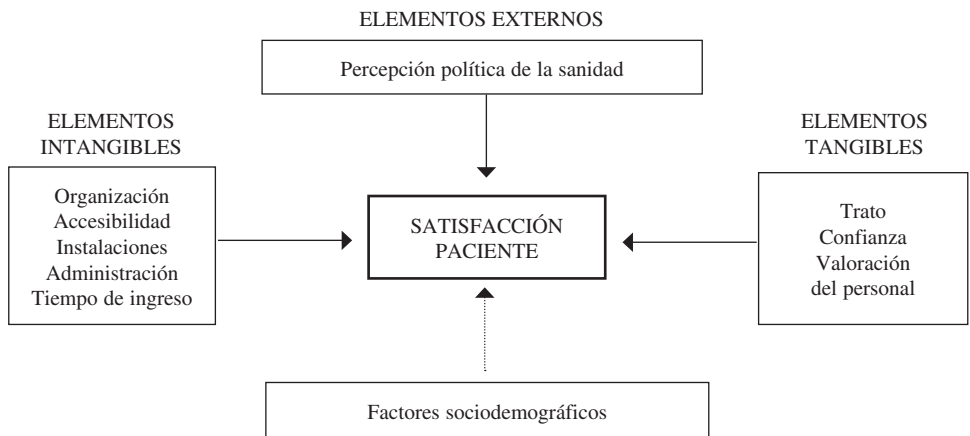 ELEMENTOS EXTERNOS
Percepción política de la sanidad
ELEMENTOS
INTANGIBLES
Organización
Accesibilidad
Instalaciones
Administración
Tiempo de ingreso
SATISFACCIÓN
PACIENTE
ELEMENTOS
TANGIBLES
Trato
Confianza
Valoración
del personal
Factores sociodemográficos